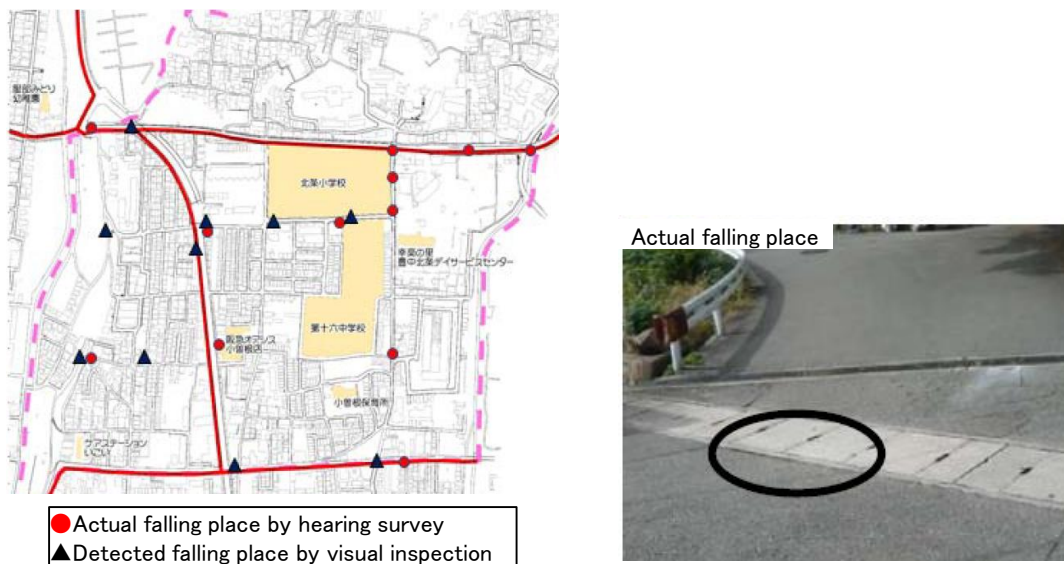 服部みどり
幼稚園
北条小学校
幸楽の里
豊中北条デイサービスセンター
第十六中学校
阪急オアシス
小曽根店
小曽根保育所
ケアステーション
いこい
Actual falling place by hearing survey
Detected falling place by visual inspection
Actual falling place